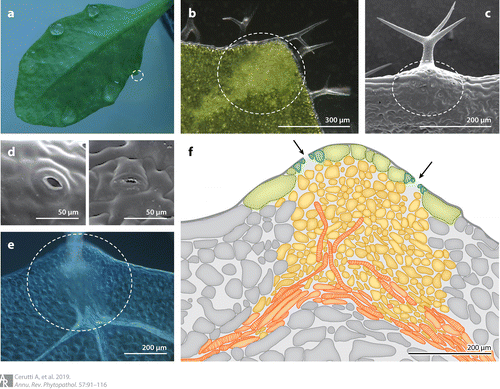 a
b
300 μm
c
200 μm
d
50 μm
50 μm
e
200 μm
f
200 μm
AR
Cerutti A, et al. 2019.
Annu. Rev. Phytopathol. 57:91–116